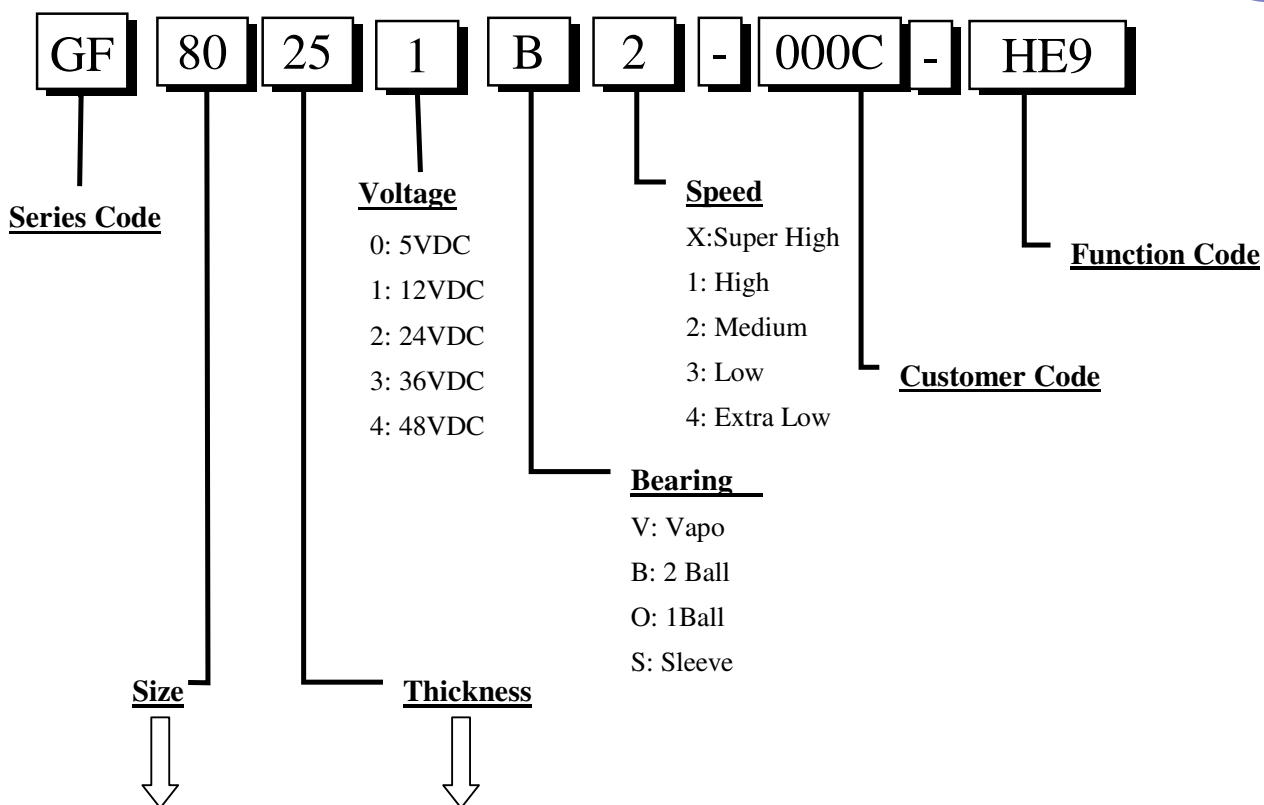 GF 80 25 1 B 2 - 000C - HE9
Series Code
Voltage
0: 5VDC
1: 12VDC
2: 24VDC
3: 36VDC
4: 48VDC
Speed
X:Super High
1: High
2: Medium
3: Low
4: Extra Low
Function Code
Customer Code
Bearing
V: Vapo
B: 2 Ball
O: 1Ball
S: Sleeve
Size
Thickness